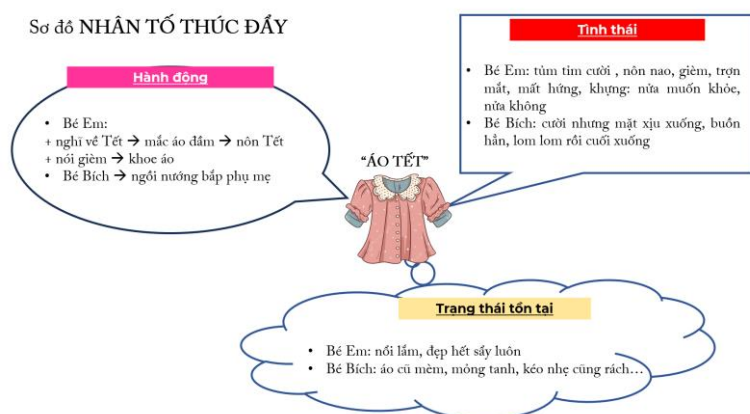 Sơ đồ NHÂN TỐ THÚC ĐẨY
Hành động
• Bé Em:
+ nghĩ về Tết → mắc áo đầm → nôn Tết
+ nói gièm → khoe áo
• Bé Bích → ngồi nướng bắp phụ mẹ
Tình thái
• Bé Em: tủm tỉm cười , nôn nao, gièm, trợn
mắt, mất hứng, khựng: nửa muốn khỏe,
nửa không
• Bé Bích: cười nhưng mặt xịu xuống, buồn
hẳn, lom lom rồi cuối xuống
“ÁO TẾT”
Trạng thái tồn tại
• Bé Em: nổi lắm, đẹp hết sẩy luôn
• Bé Bích: áo cũ mèm, mỏng tanh, kéo nhẹ cũng rách…